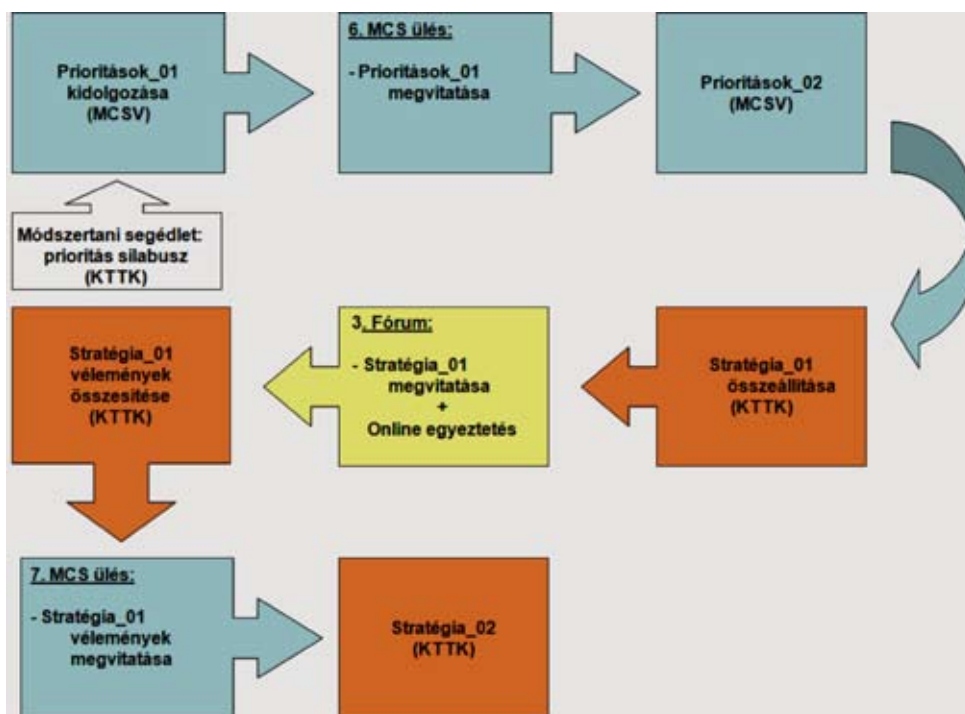 Prioritások_01
kidolgozása
(MCSV)
6. MCS ülés:
- Prioritások_01
megvitatása
Prioritások_02
(MCSV)
Módszertani segédlet:
prioritás silabusz
(KTTK)
Stratégia_01
vélemények
összesítése
(KTTK)
3. Fórum:
- Stratégia_01
megvitatása
+
Online egyeztetés
Stratégia_01
összeállítása
(KTTK)
7. MCS ülés:
- Stratégia_01
vélemények
megvitatása
Stratégia_02
(KTTK)